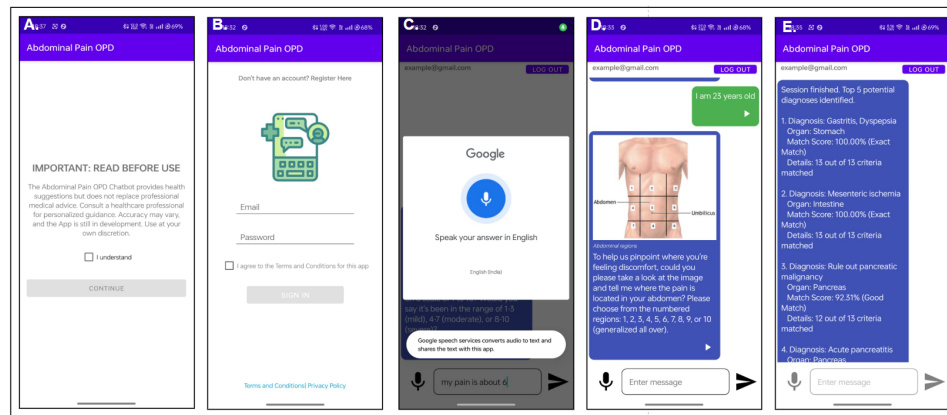 A
37
69%
Abdominal Pain OPD
IMPORTANT: READ BEFORE USE
The Abdominal Pain OPD Chatbot provides health
suggestions but does not replace professional
medical advice. Consult a healthcare professional
for personalized guidance. Accuracy may vary,
and the App is still in development. Use at your
own discretion.
I understand
CONTINUE
B
32
68%
Abdominal Pain OPD
Don't have an account? Register Here
Email
Password
I agree to the Terms and Conditions for this app
SIGN IN
Terms and Conditions| Privacy Policy
C
32
Abdominal Pain OPD
example@gmail.com
LOG OUT
Google
Speak your answer in English
English (India)
say it's been in the range of 1-3
(mild), 4-7 (moderate), or 8-10
(severe)?
Google speech services converts audio to text and
shares the text with this app.
my pain is about 6
D
33
68%
Abdominal Pain OPD
example@gmail.com
LOG OUT
I am 23 years old
Abdomen
Umbilicus
Abdominal regions
To help us pinpoint where you're
feeling discomfort, could you
please take a look at the image
and tell me where the pain is
located in your abdomen? Please
choose from the numbered
regions: 1, 2, 3, 4, 5, 6, 7, 8, 9, or 10
(generalized all over).
Enter message
E
35
68%
Abdominal Pain OPD
example@gmail.com
LOG OUT
Session finished. Top 5 potential
diagnoses identified.
1. Diagnosis: Gastritis, Dyspepsia
Organ: Stomach
Match Score: 100.00% (Exact
Match)
Details: 13 out of 13 criteria
matched
2. Diagnosis: Mesenteric ischemia
Organ: Intestine
Match Score: 100.00% (Exact
Match)
Details: 13 out of 13 criteria
matched
3. Diagnosis: Rule out pancreatic
malignancy
Organ: Pancreas
Match Score: 92.31% (Good
Match)
Details: 12 out of 13 criteria
matched
4. Diagnosis: Acute pancreatitis
Organ: Pancreas
Enter message